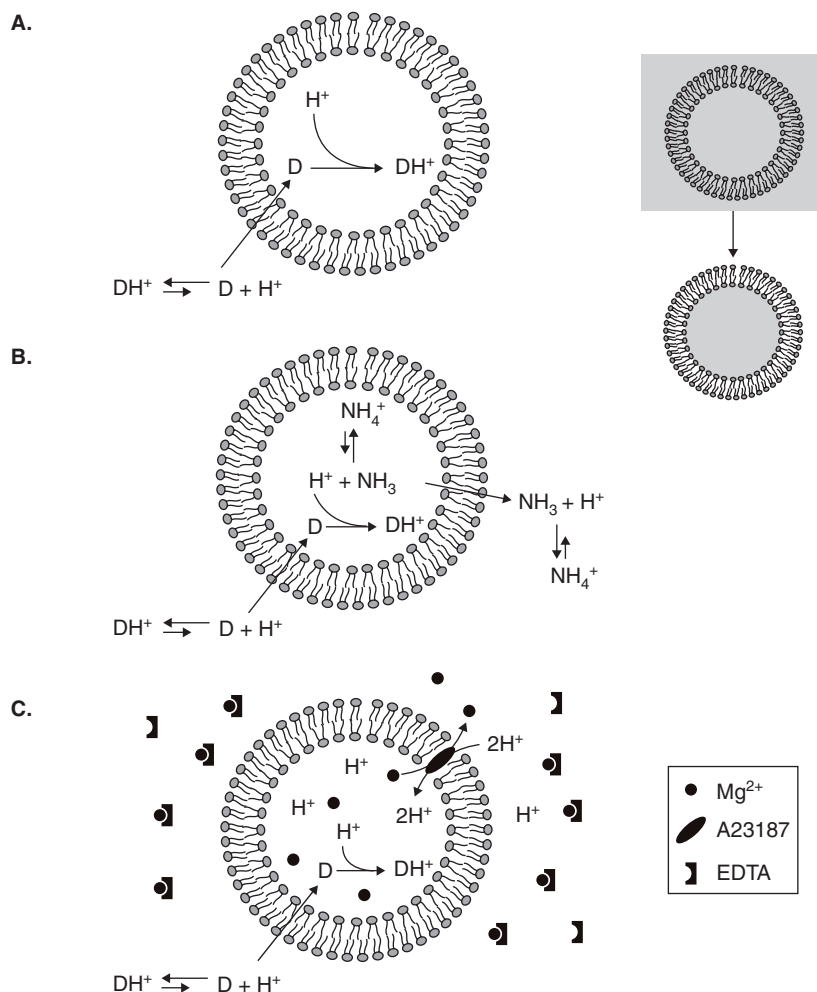 A.
H⁺
D
DH⁺
DH⁺
D + H⁺
B.
NH₄⁺
H⁺ + NH₃
NH₃ + H⁺
D
DH⁺
NH₄⁺
DH⁺
D + H⁺
C.
2H⁺
H⁺
H⁺
2H⁺
H⁺
H⁺
D
DH⁺
DH⁺
D + H⁺
Mg²⁺
A23187
EDTA